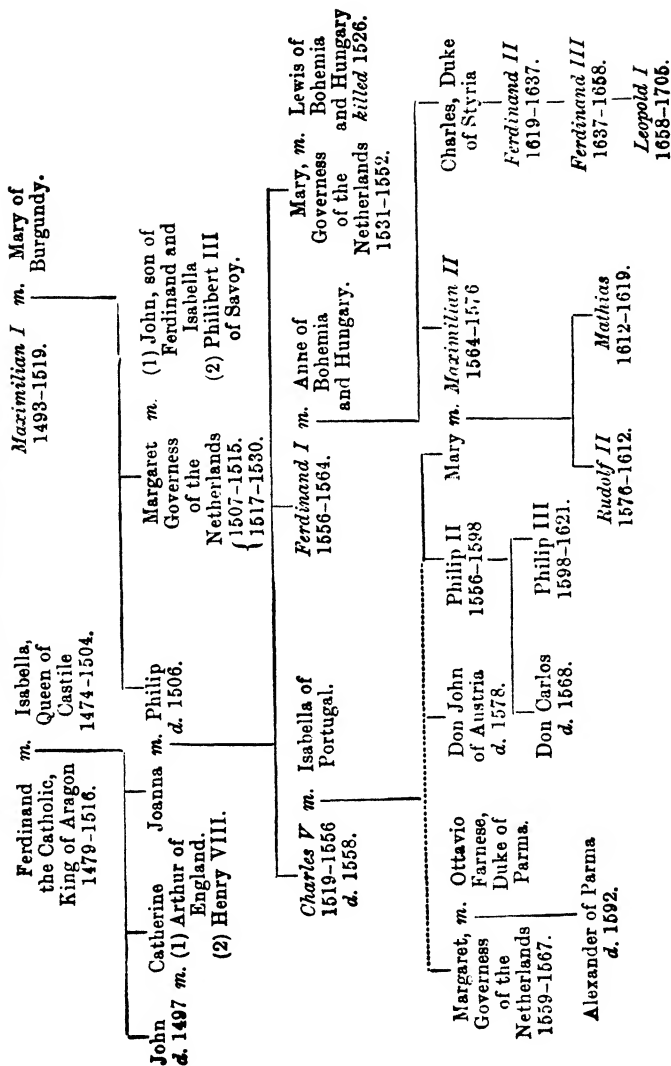 Maximilian I m. Mary of
1493-1519. Burgundy.
Ferdinand m. Isabella,
the Catholic, Queen of
King of Aragon Castile
1479-1516. 1474-1504.
John
d. 1497
Catherine
m. (1) Arthur of
England.
(2) Henry VIII.
Joanna m. Philip
d. 1506.
Margaret m. (1) John, son of
Governess Ferdinand and
of the Isabella
Netherlands (2) Philibert III
{1507-1515. of Savoy.
{1517-1530.
Charles V m. Isabella of
1519-1556 Portugal.
d. 1558.
Ferdinand I m. Anne of
1556-1564. Bohemia
and Hungary.
Mary, m. Lewis of
Governess Bohemia
of the and Hungary
Netherlands killed 1526.
1531-1552.
Margaret, m. Ottavio
Governess Farnese,
of the Duke of
Netherlands Parma.
1559-1567.
Don John
of Austria
d. 1578.
Philip II
1556-1598
Mary m. Maximilian II
1564-1576
Charles, Duke
of Styria
Alexander of Parma
d. 1592.
Don Carlos
d. 1568.
Philip III
1598-1621.
Rudolf II
1576-1612.
Mathias
1612-1619.
Ferdinand II
1619-1637.
Ferdinand III
1637-1658.
Leopold I
1658-1705.